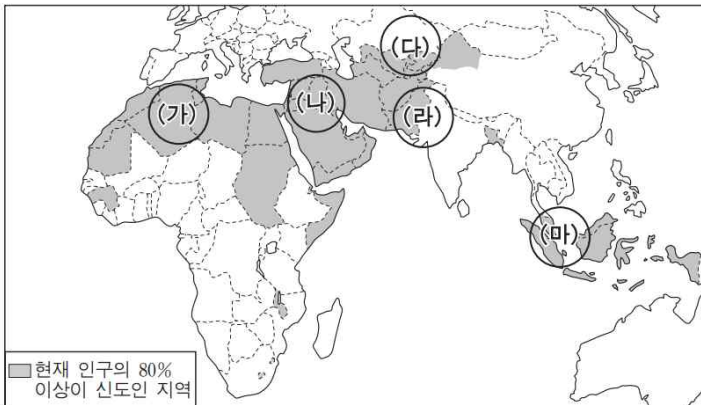 (다)
(가)
(나)
(라)
(마)
현재 인구의 80%
이상이 신도인 지역